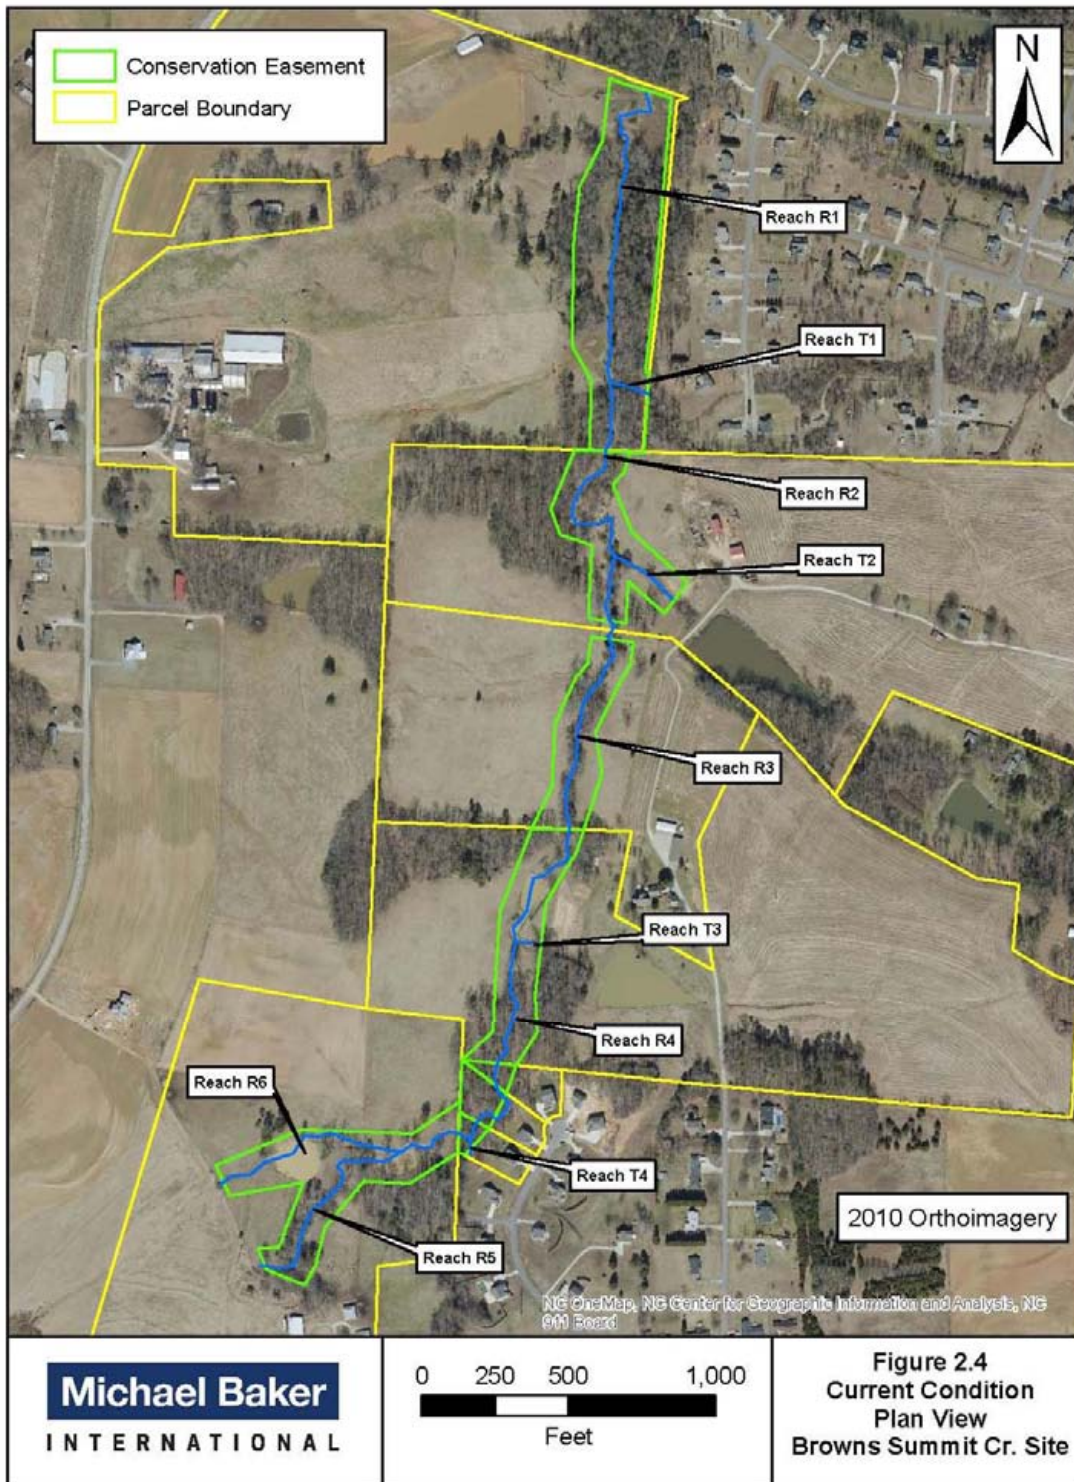 Conservation Easement
Parcel Boundary
N
Reach R1
Reach T1
Reach R2
Reach T2
Reach R3
Reach T3
Reach R4
Reach R6
Reach T4
Reach R5
2010 Orthoimagery
NC OneMap, NC Center for Geographic Information and Analysis, NC
911 Board
Michael Baker
INTERNATIONAL
0 250 500 1,000
Feet
Figure 2.4
Current Condition
Plan View
Browns Summit Cr. Site